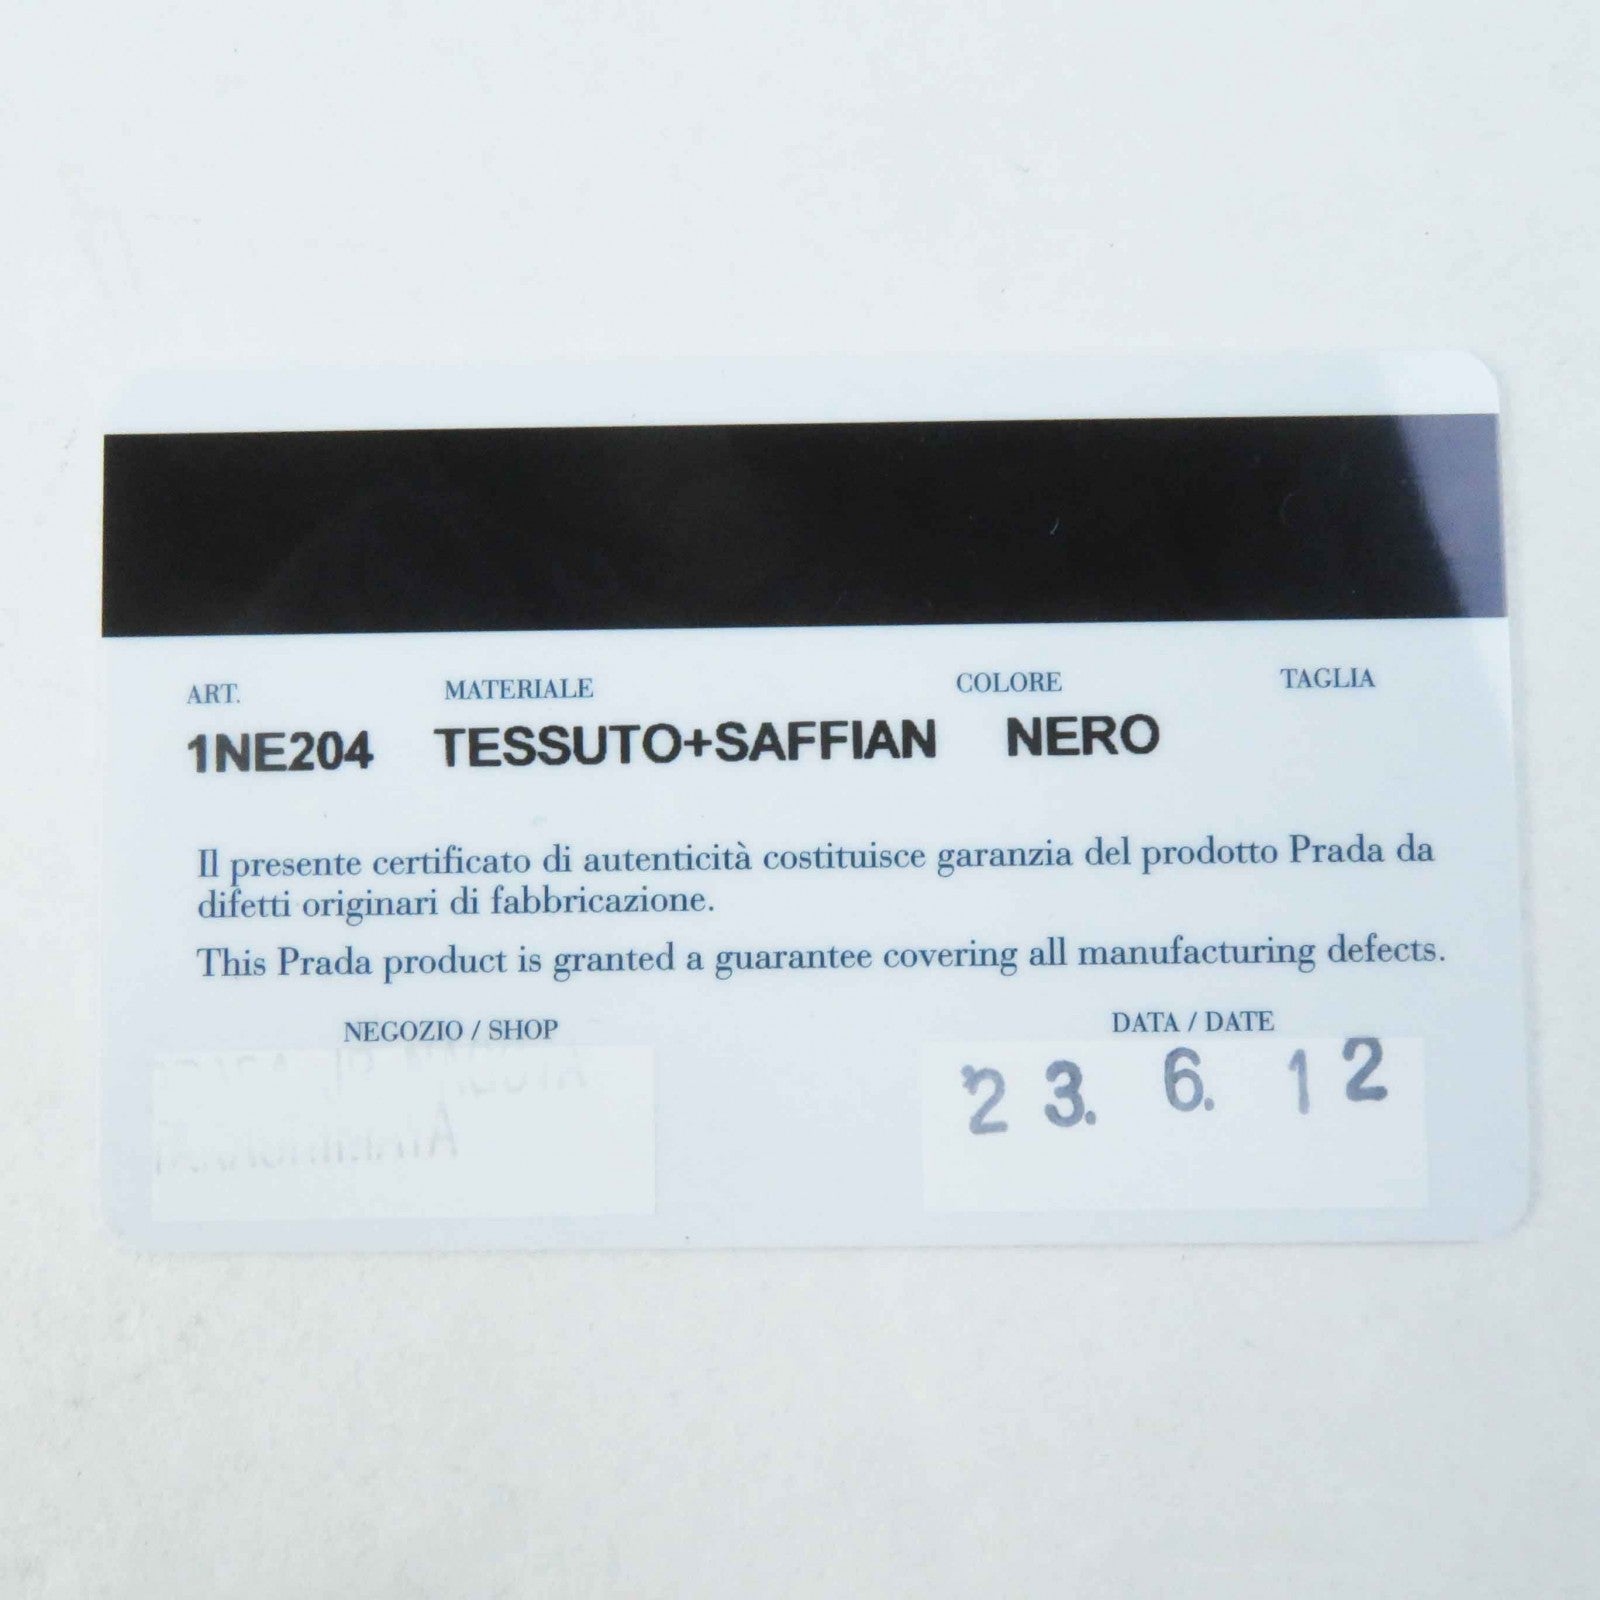 ART. MATERIALE COLORE TAGLIA
1NE204 TESSUTO+SAFFIAN NERO
Il presente certificato di autenticità costituisce garanzia del prodotto Prada da
difetti originari di fabbricazione.
This Prada product is granted a guarantee covering all manufacturing defects.
NEGOZIO / SHOP DATA / DATE
23. 6. 12